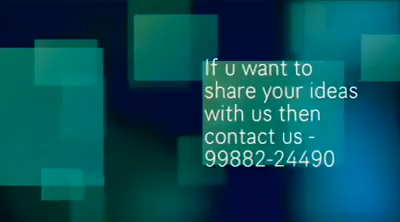 If u want to
share your ideas
with us then
contact us -
99882-24490